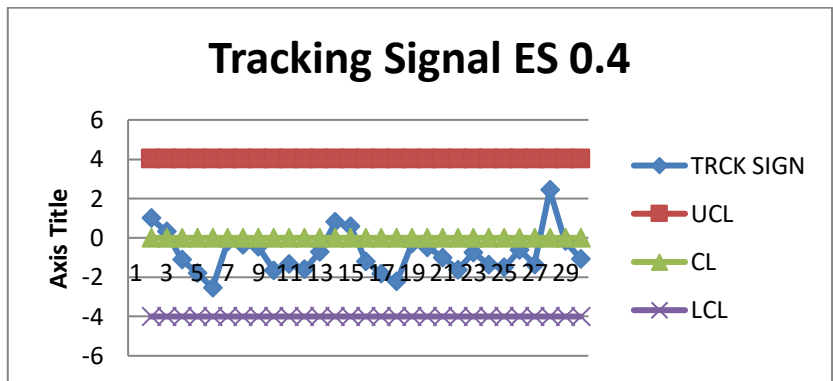 Tracking Signal ES 0.4
Axis Title
6
4
2
0
-2
-4
-6
1 3 5 7 9 11 13 15 17 19 21 23 25 27 29
TRCK SIGN
UCL
CL
LCL